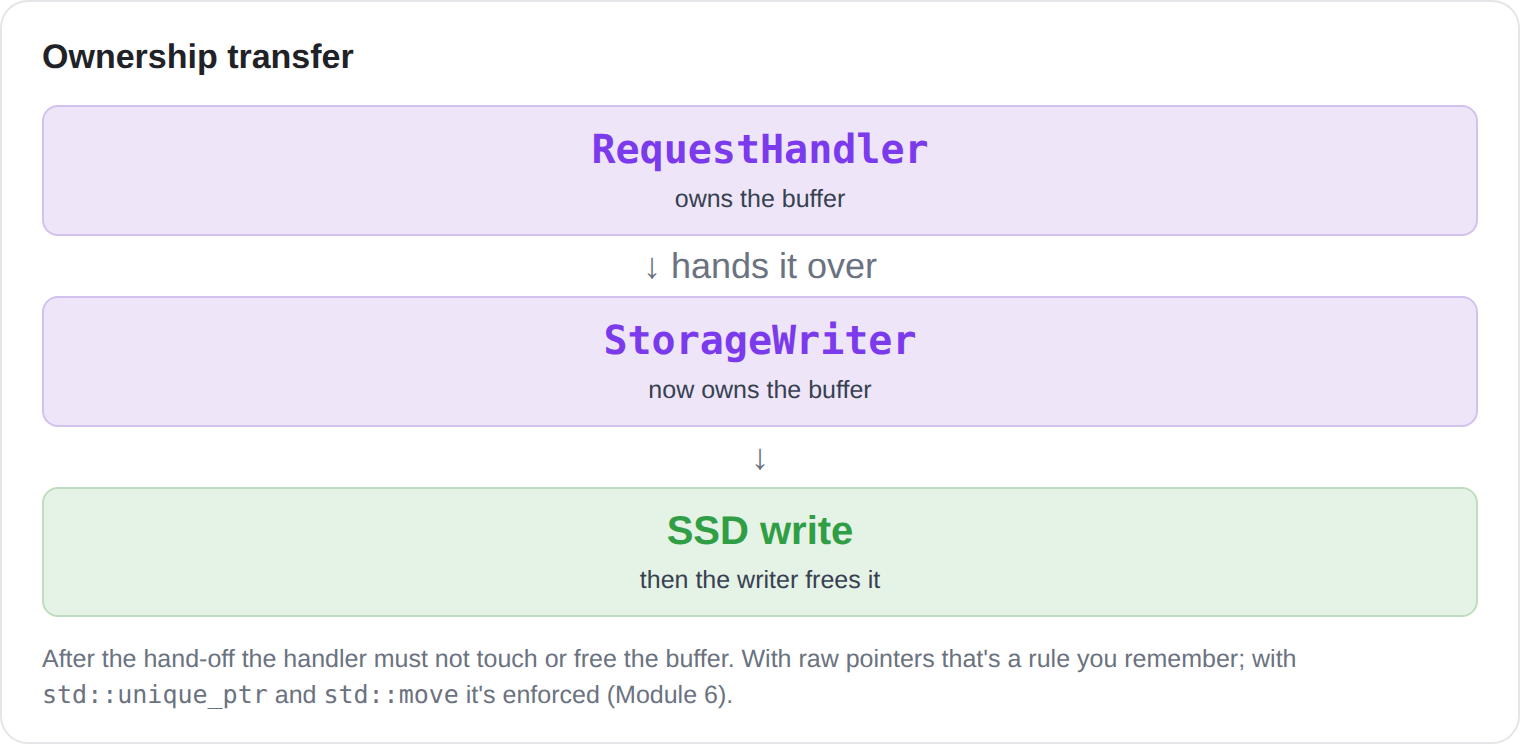 Ownership transfer
RequestHandler
owns the buffer
↓ hands it over
StorageWriter
now owns the buffer
↓
SSD write
then the writer frees it
After the hand-off the handler must not touch or free the buffer. With raw pointers that's a rule you remember; with
std::unique_ptr and std::move it's enforced (Module 6).